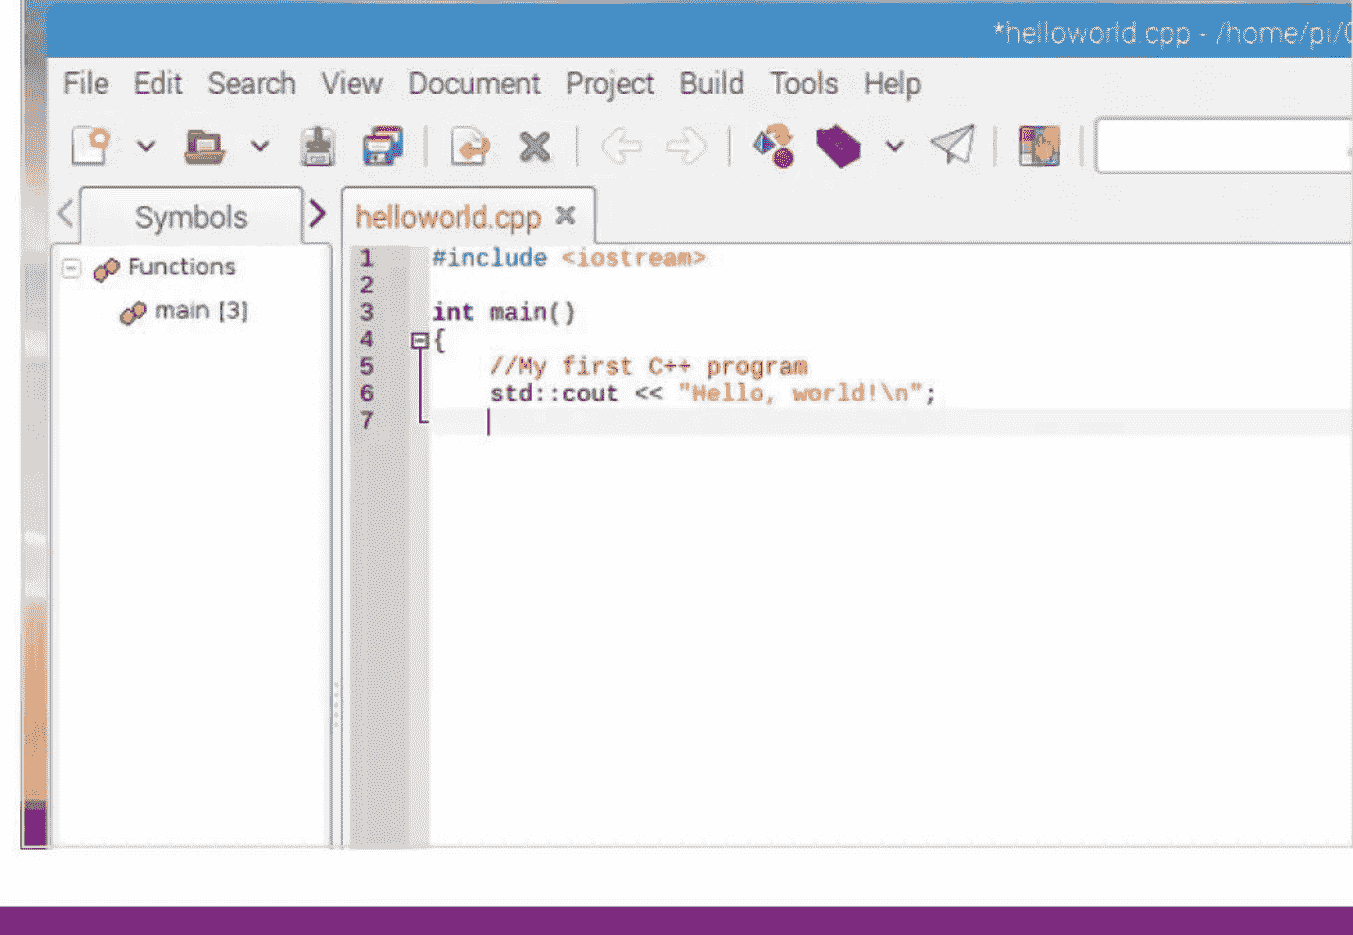 *helloworld.cpp - /home/pi/
File Edit Search View Document Project Build Tools Help
Symbols
helloworld.cpp
Functions
main [3]
1 #include <iostream>
2
3 int main()
4 {
5 //My first C++ program
6 std::cout << "Hello, world!\n";
7